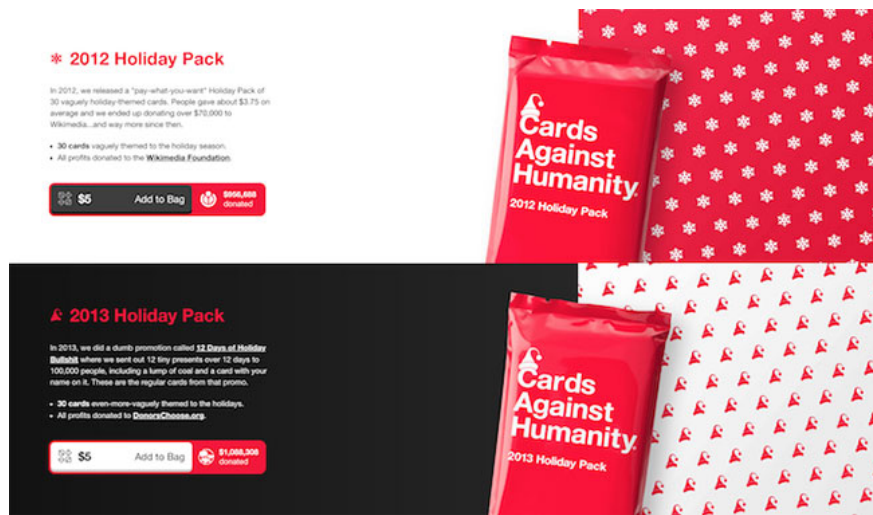 2012 Holiday Pack
In 2012, we released a "pay-what-you-want" Holiday Pack of
30 vaguely holiday-themed cards. People gave about $3.75 on
average and we ended up donating over $70,000 to
Wikimedia...and way more since then.
• 30 cards vaguely themed to the holiday season.
• All profits donated to the Wikimedia Foundation.
$5 Add to Bag
donated
Cards
Against
Humanity
2012 Holiday Pack
2013 Holiday Pack
In 2013, we did a dumb promotion called 12 Days of Holiday
Bullshit where we sent out 12 tiny presents over 12 days to
100,000 people, including a lump of coal and a card with your
name on it. These are the regular cards from that promo.
• 30 cards even-more-vaguely themed to the holidays.
• All profits donated to DonorsChoose.org.
$5 Add to Bag
$1,088,308
donated
Cards
Against
Humanity
2013 Holiday Pack